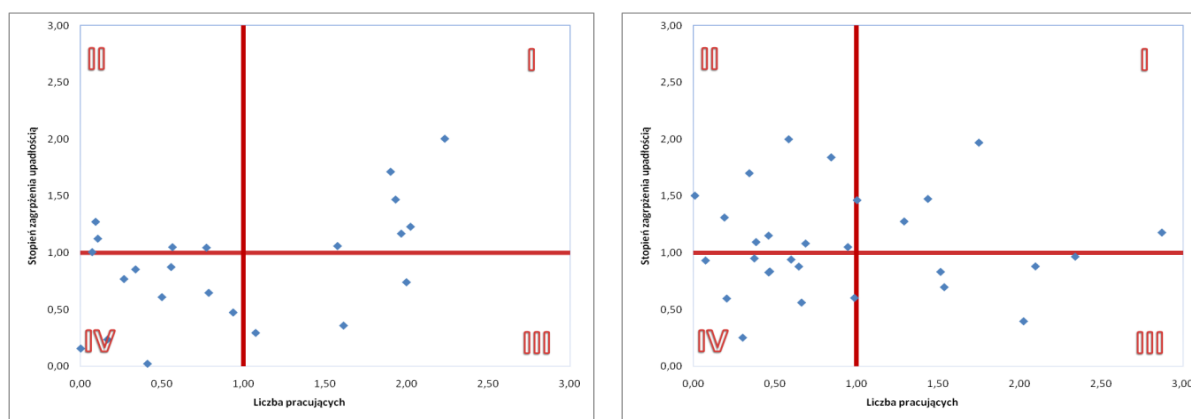 3,00
2,50
2,00
1,50
1,00
0,50
0,00
Stopień zagrpżenia upadłością
II
I
IV
III
0,00 0,50 1,00 1,50 2,00 2,50 3,00
Liczba pracujących
3,00
2,50
2,00
1,50
1,00
0,50
0,00
Stopień zagrpżenia upadłością
II
I
IV
III
0,00 0,50 1,00 1,50 2,00 2,50 3,00
Liczba pracujących